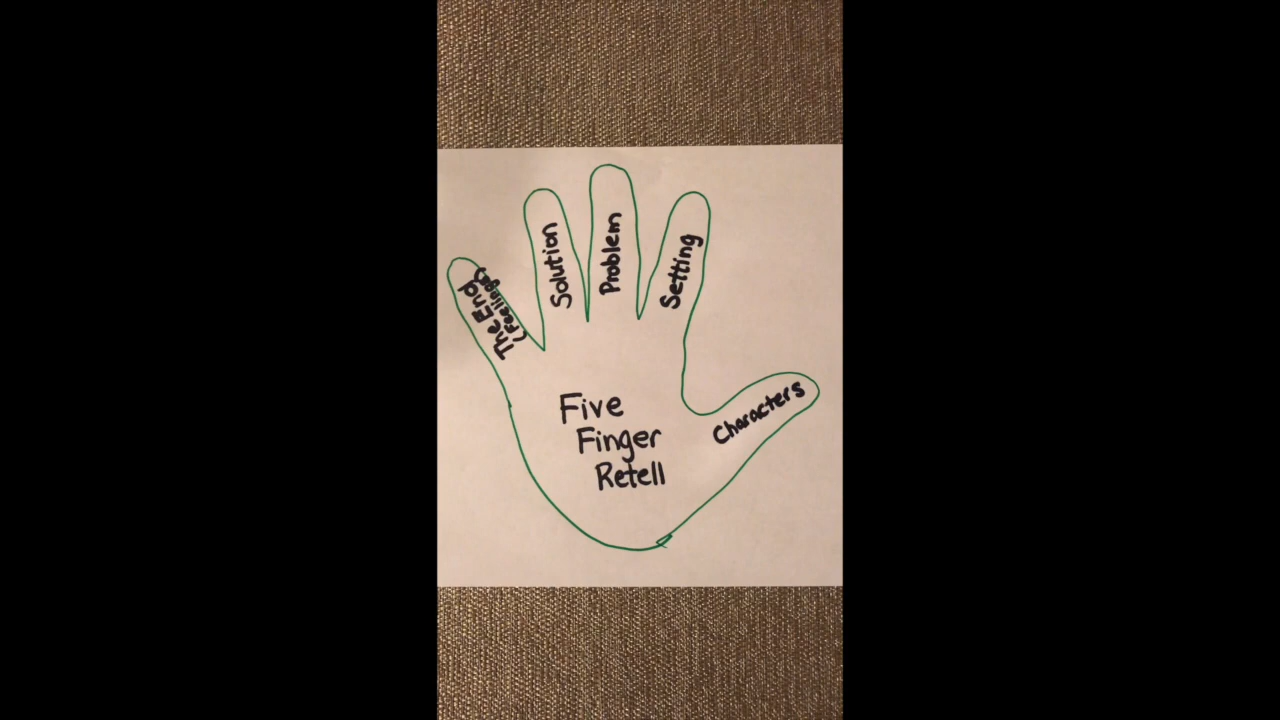 The End
(Feelings)
Solution
Problem
Setting
Characters
Five
Finger
Retell